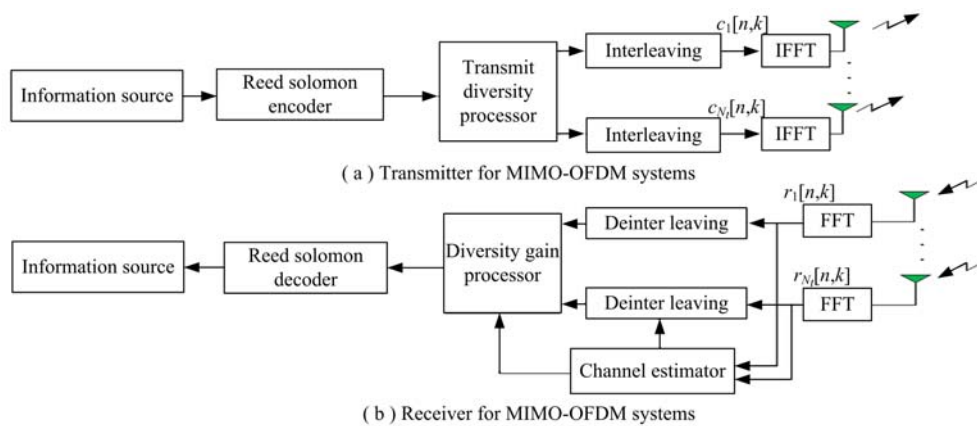 Information source
Reed solomon
encoder
Transmit
diversity
processor
Interleaving
c1[n,k]
IFFT
Interleaving
cNt[n,k]
IFFT
( a ) Transmitter for MIMO-OFDM systems
Information source
Reed solomon
decoder
Diversity gain
processor
Deinter leaving
r1[n,k]
FFT
Deinter leaving
rNt[n,k]
FFT
Channel estimator
( b ) Receiver for MIMO-OFDM systems